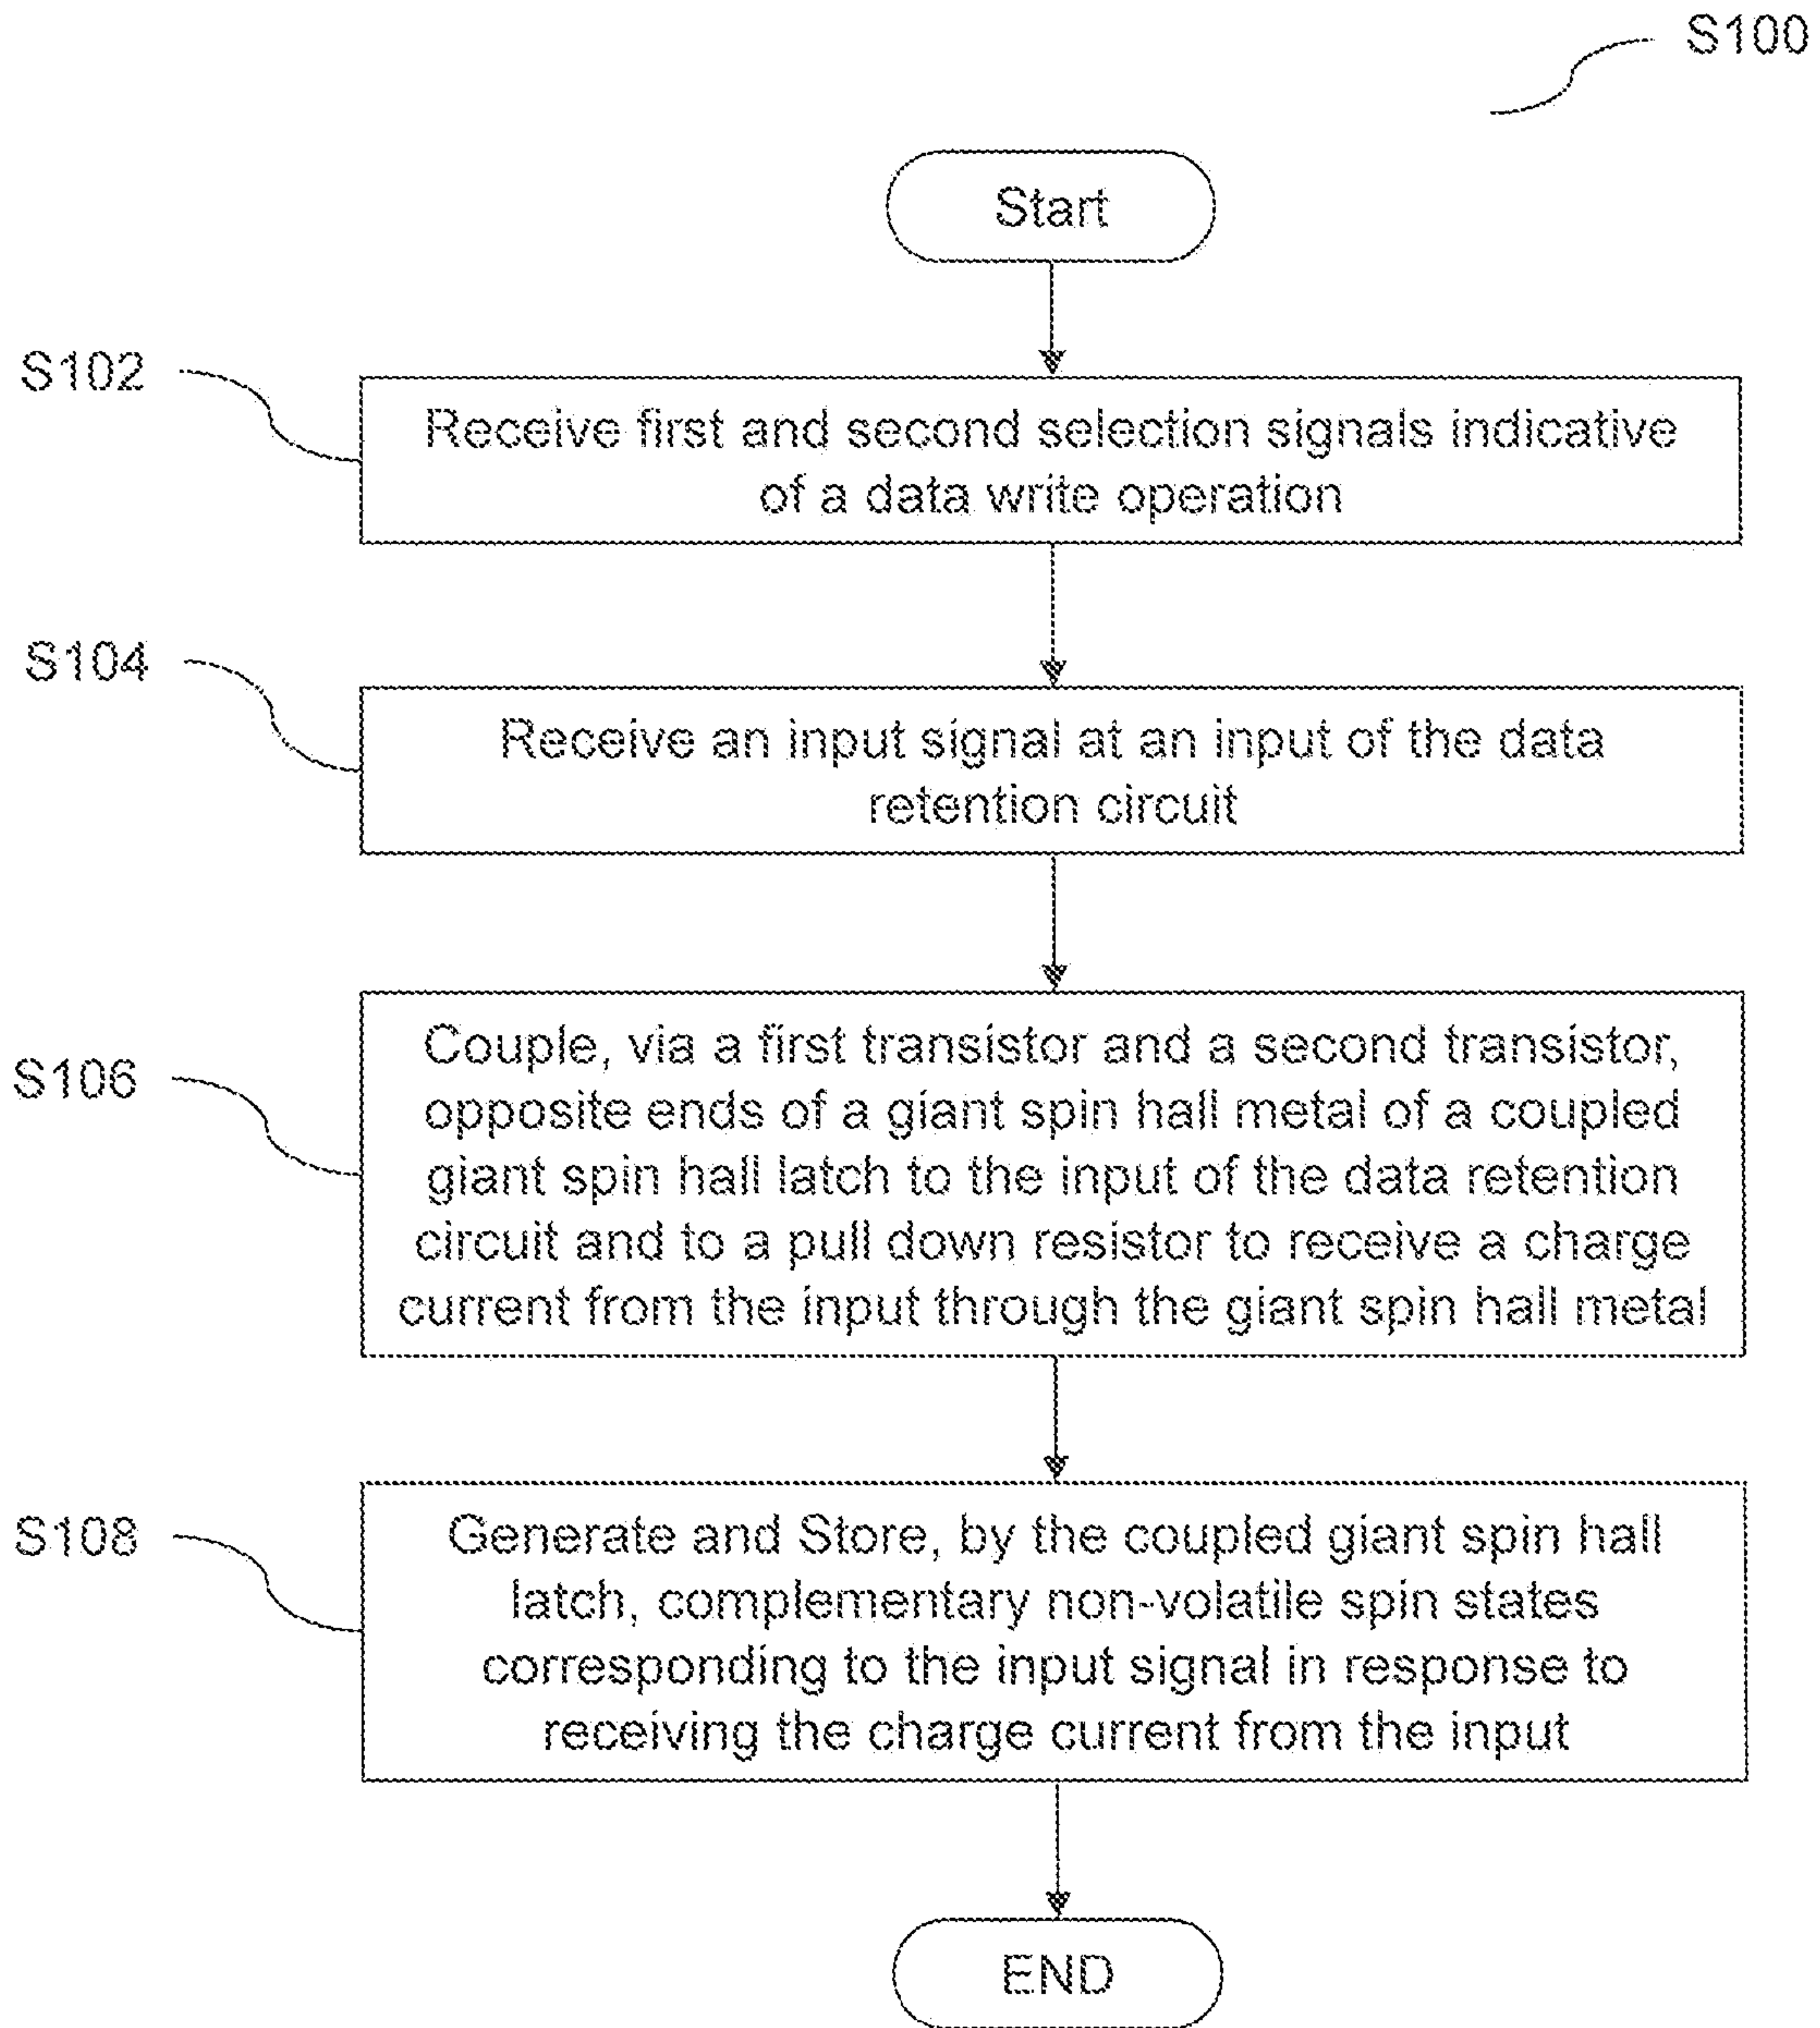 S100
Start
S102
Receive first and second selection signals indicative
of a data write operation
S104
Receive an input signal at an input of the data
retention circuit
S106
Couple, via a first transistor and a second transistor,
opposite ends of a giant spin hall metal of a coupled
giant spin hall latch to the input of the data retention
circuit and to a pull down resistor to receive a charge
current from the input through the giant spin hall metal
S108
Generate and Store, by the coupled giant spin hall
latch, complementary non-volatile spin states
corresponding to the input signal in response to
receiving the charge current from the input
END